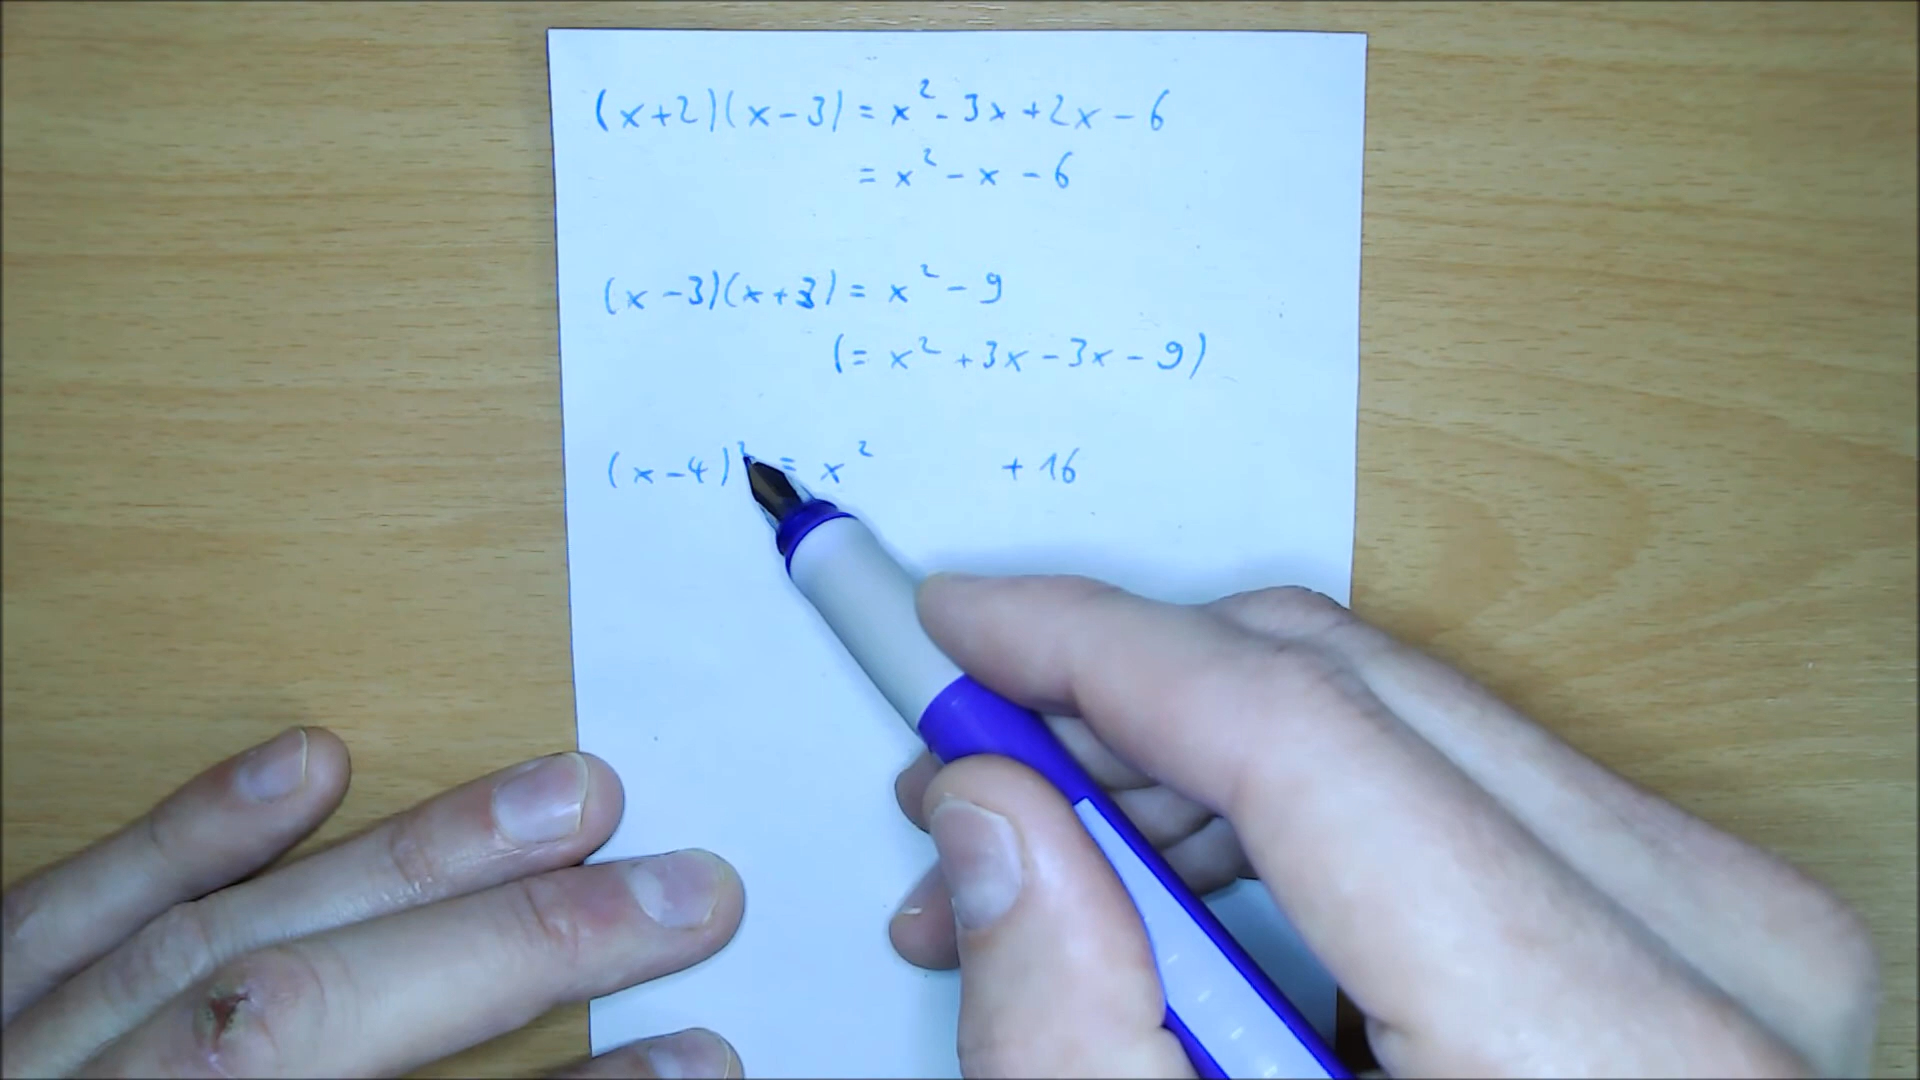 (x+2)(x-3) = x² - 3x + 2x - 6
= x² - x - 6
(x-3)(x+3) = x² - 9
(= x² + 3x - 3x - 9)
(x-4)² = x² + 16